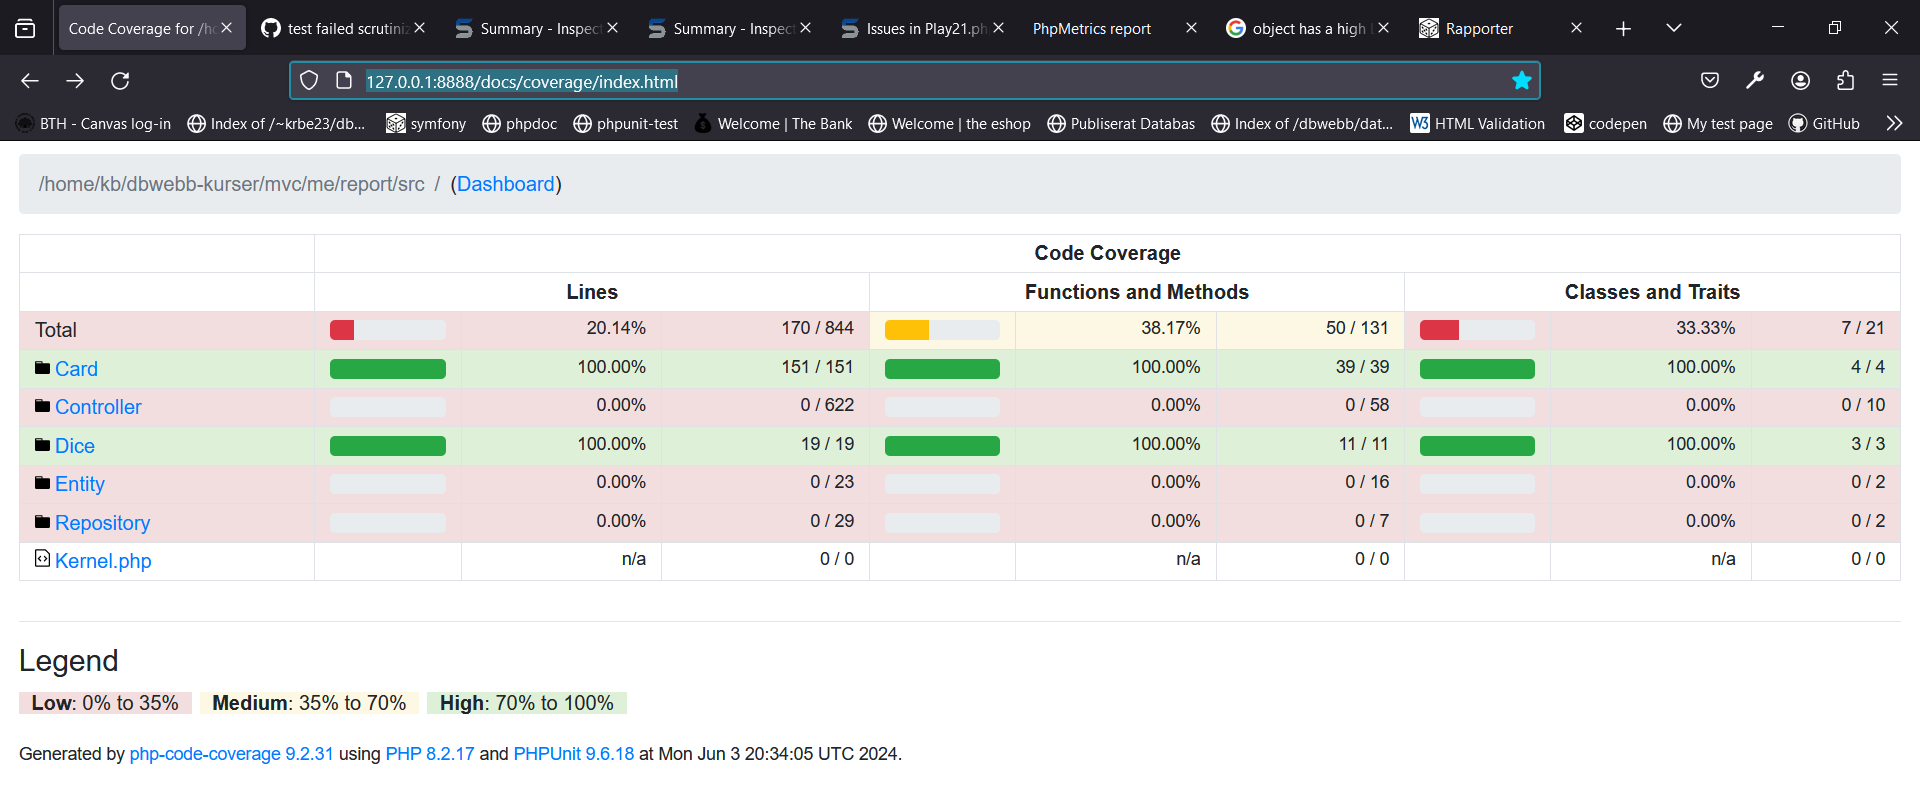 Code Coverage for /ho
test failed scrutiniz
Summary - Inspect
Summary - Inspect
Issues in Play21.ph
PhpMetrics report
object has a high l
Rapporter
127.0.0.1:8888/docs/coverage/index.html
BTH - Canvas log-in
Index of /~krbe23/db...
symfony
phpdoc
phpunit-test
Welcome | The Bank
Welcome | the eshop
Publiserat Databas
Index of /dbwebb/dat...
W3 HTML Validation
codepen
My test page
GitHub
/home/kb/dbwebb-kurser/mvc/me/report/src / (Dashboard)
Code Coverage
Lines Functions and Methods Classes and Traits
Total 20.14% 170 / 844 38.17% 50 / 131 33.33% 7 / 21
Card 100.00% 151 / 151 100.00% 39 / 39 100.00% 4 / 4
Controller 0.00% 0 / 622 0.00% 0 / 58 0.00% 0 / 10
Dice 100.00% 19 / 19 100.00% 11 / 11 100.00% 3 / 3
Entity 0.00% 0 / 23 0.00% 0 / 16 0.00% 0 / 2
Repository 0.00% 0 / 29 0.00% 0 / 7 0.00% 0 / 2
Kernel.php n/a 0 / 0 n/a 0 / 0 n/a 0 / 0
Legend
Low: 0% to 35% Medium: 35% to 70% High: 70% to 100%
Generated by php-code-coverage 9.2.31 using PHP 8.2.17 and PHPUnit 9.6.18 at Mon Jun 3 20:34:05 UTC 2024.